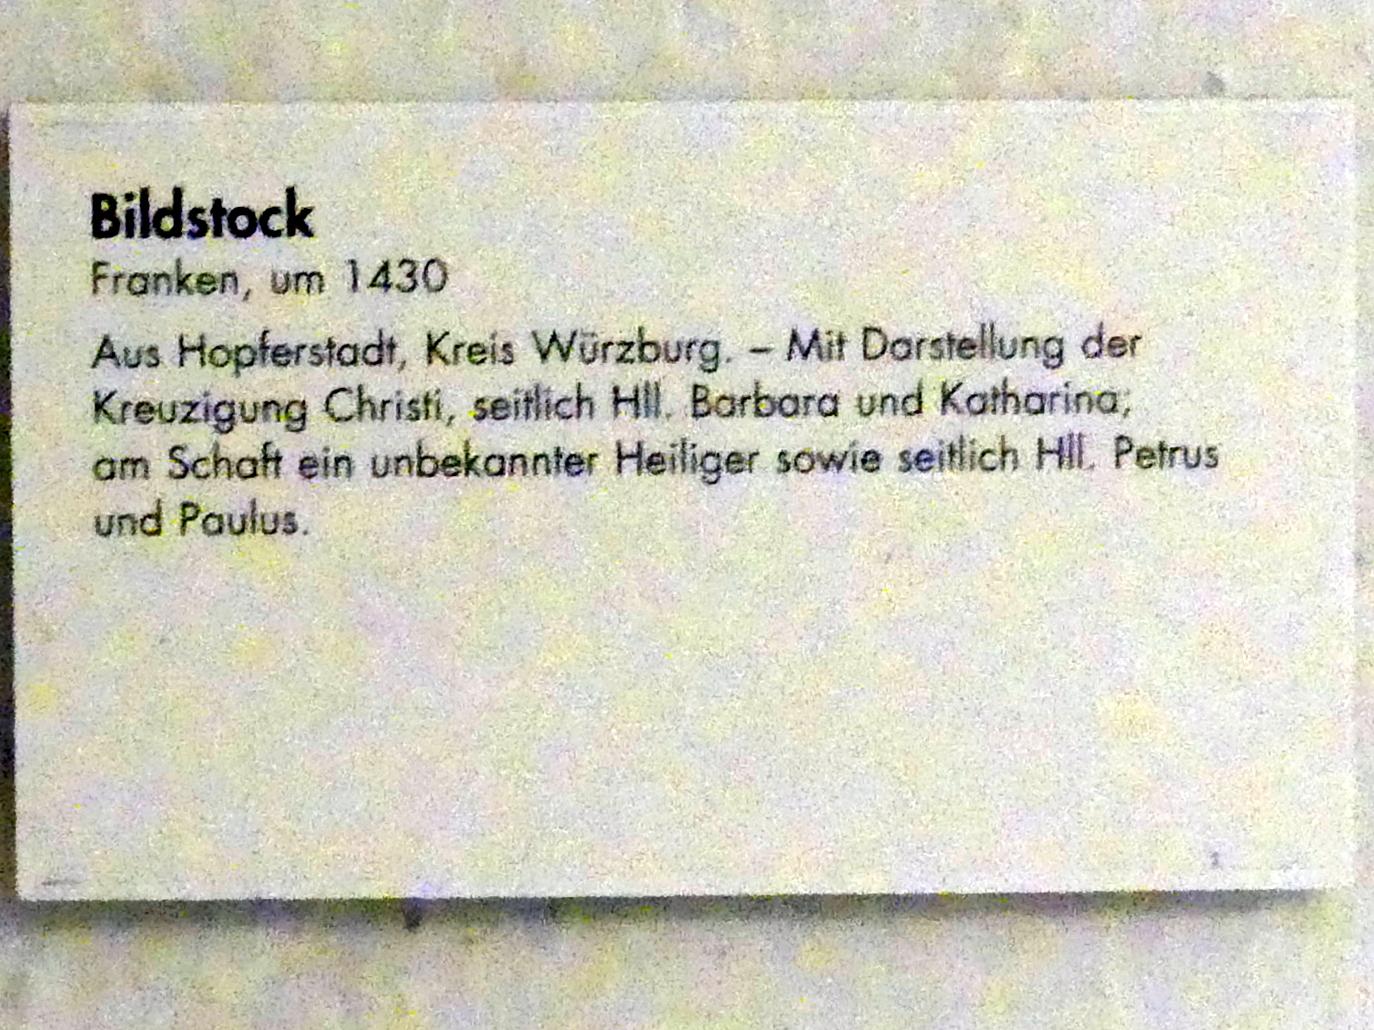 Bildstock
Franken, um 1430
Aus Hopferstadt, Kreis Würzburg. – Mit Darstellung der
Kreuzigung Christi, seitlich Hll. Barbara und Katharina;
am Schaft ein unbekannter Heiliger sowie seitlich Hll. Petrus
und Paulus.